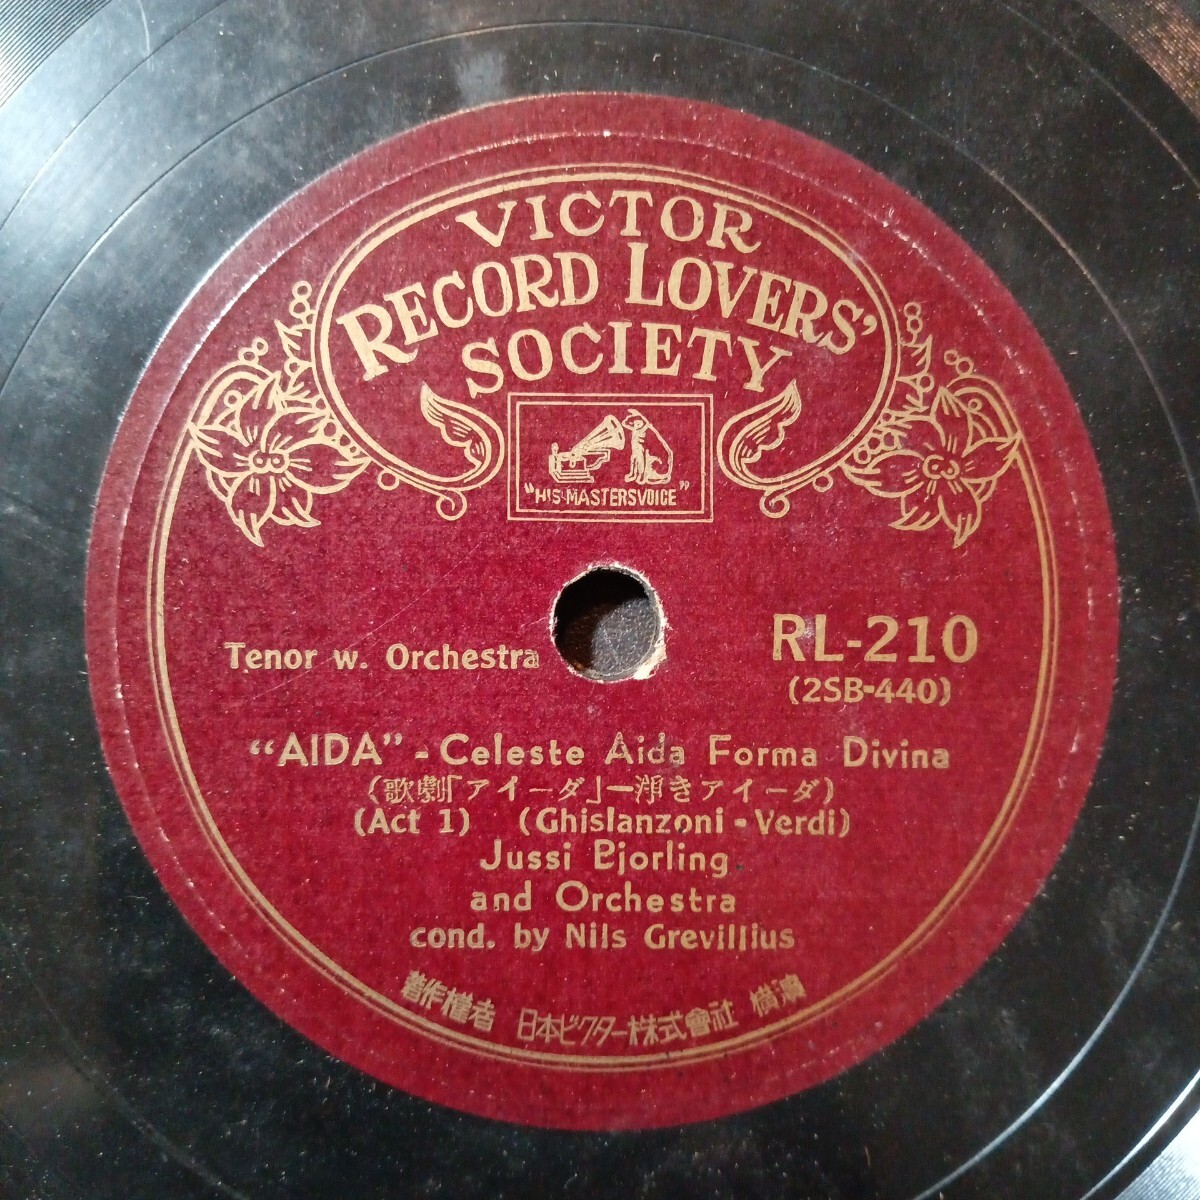 VICTOR
RECORD LOVERS'
SOCIETY
"HIS MASTERS VOICE"
Tenor w. Orchestra
RL-210
(2SB-440)
"AIDA" - Celeste Aida Forma Divina
(歌劇「アイーダ」—淨きアイーダ)
(Act 1) (Ghislanzoni - Verdi)
Jussi Bjorling
and Orchestra
cond. by Nils Grevillius
著作權者 日本ビクター株式會社 橫濱